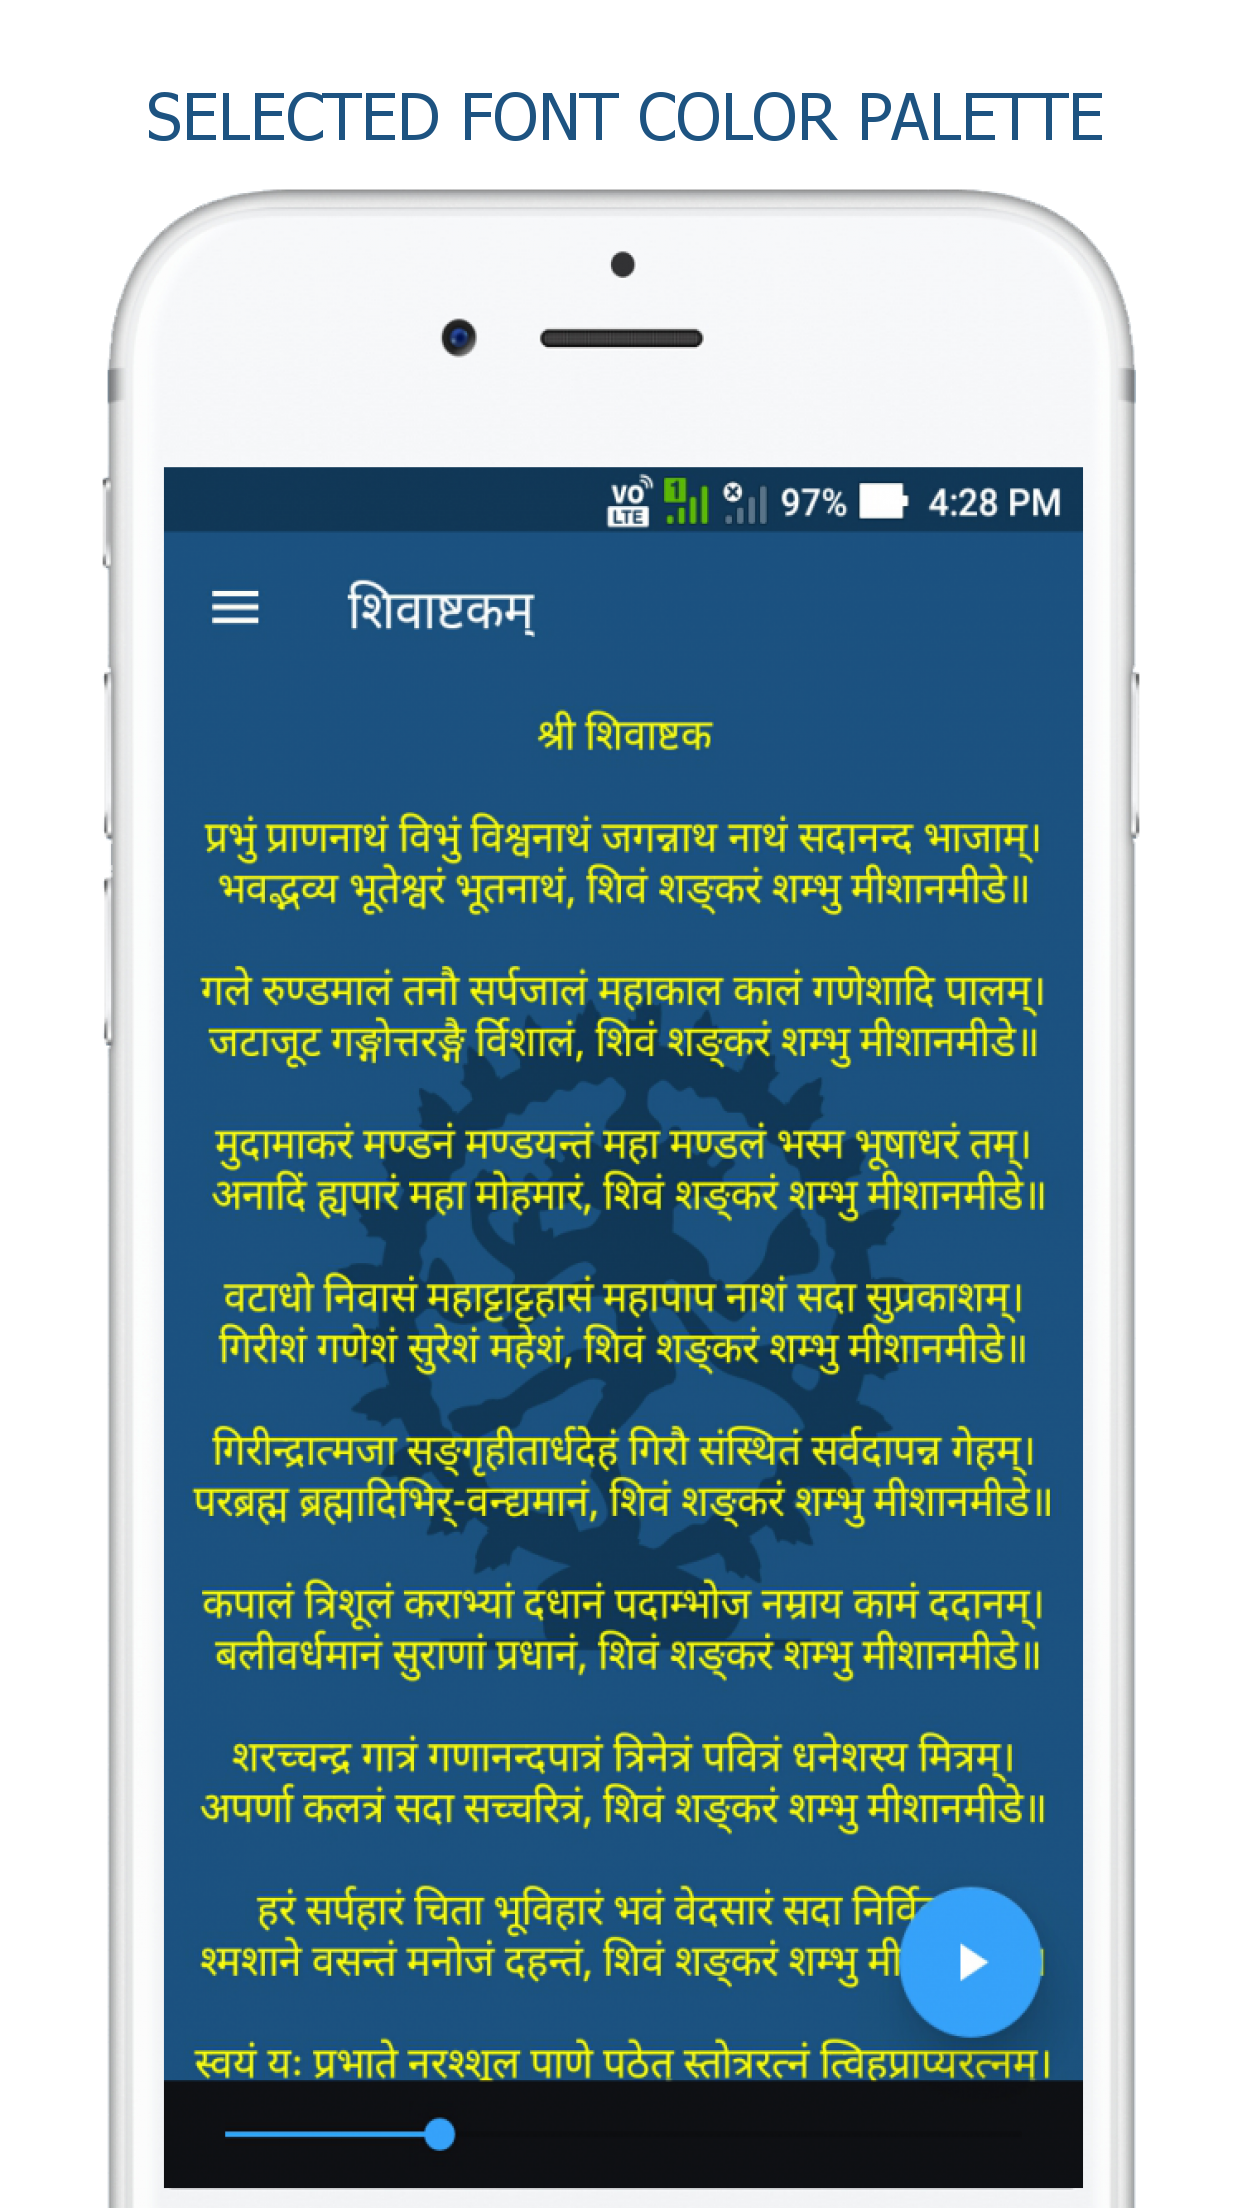 SELECTED FONT COLOR PALETTE
VO LTE 1 97% 4:28 PM
शिवाष्टकम्
श्री शिवाष्टक
प्रभुं प्राणनाथं विभुं विश्वनाथं जगन्नाथ नाथं सदानन्द भाजाम्।
भवद्भव्य भूतेश्वरं भूतनाथं, शिवं शङ्करं शम्भु मीशानमीडे॥
गले रुण्डमालं तनौ सर्पजालं महाकाल कालं गणेशादि पालम्।
जटाजूट गङ्गोत्तरङ्गै र्विशालं, शिवं शङ्करं शम्भु मीशानमीडे॥
मुदामाकरं मण्डनं मण्डयन्तं महा मण्डलं भस्म भूषाधरं तम्।
अनादिं ह्यपारं महा मोहमारं, शिवं शङ्करं शम्भु मीशानमीडे॥
वटाधो निवासं महाट्टाट्टहासं महापाप नाशं सदा सुप्रकाशम्।
गिरीशं गणेशं सुरेशं महेशं, शिवं शङ्करं शम्भु मीशानमीडे॥
गिरीन्द्रात्मजा सङ्गृहीतार्धदेहं गिरौ संस्थितं सर्वदापन्न गेहम्।
परब्रह्म ब्रह्मादिभिर्-वन्द्यमानं, शिवं शङ्करं शम्भु मीशानमीडे॥
कपालं त्रिशूलं कराभ्यां दधानं पदाम्भोज नम्राय कामं ददानम्।
बलीवर्धमानं सुराणां प्रधानं, शिवं शङ्करं शम्भु मीशानमीडे॥
शरच्चन्द्र गात्रं गणानन्दपात्रं त्रिनेत्रं पवित्रं धनेशस्य मित्रम्।
अपर्णा कलत्रं सदा सच्चरित्रं, शिवं शङ्करं शम्भु मीशानमीडे॥
हरं सर्पहारं चिता भूविहारं भवं वेदसारं सदा
श्मशाने वसन्तं मनोजं दहन्तं, शिवं शङ्करं शम्भु
स्वयं यः प्रभाते नरश्शूल पाणे पठेत् स्तोत्ररत्नं त्विहप्राप्यरत्नम्।